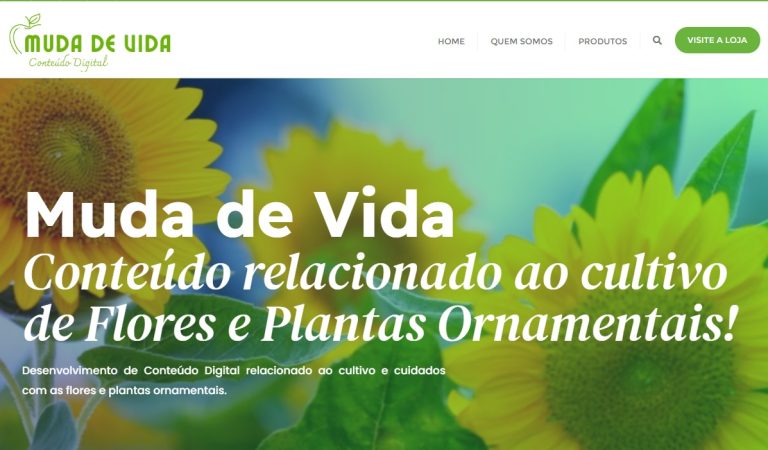 MUDA DE VIDA
Conteúdo Digital
HOME
QUEM SOMOS
PRODUTOS
VISITE A LOJA
Muda de Vida
Conteúdo relacionado ao cultivo
de Flores e Plantas Ornamentais!
Desenvolvimento de Conteúdo Digital relacionado ao cultivo e cuidados
com as flores e plantas ornamentais.